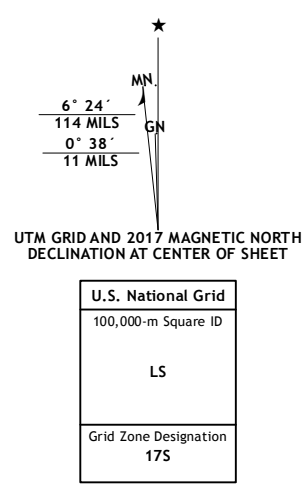 ★
MN.
6° 24´
114 MILS
GN
0° 38´
11 MILS
UTM GRID AND 2017 MAGNETIC NORTH
DECLINATION AT CENTER OF SHEET
U.S. National Grid
100,000-m Square ID
LS
Grid Zone Designation
17S